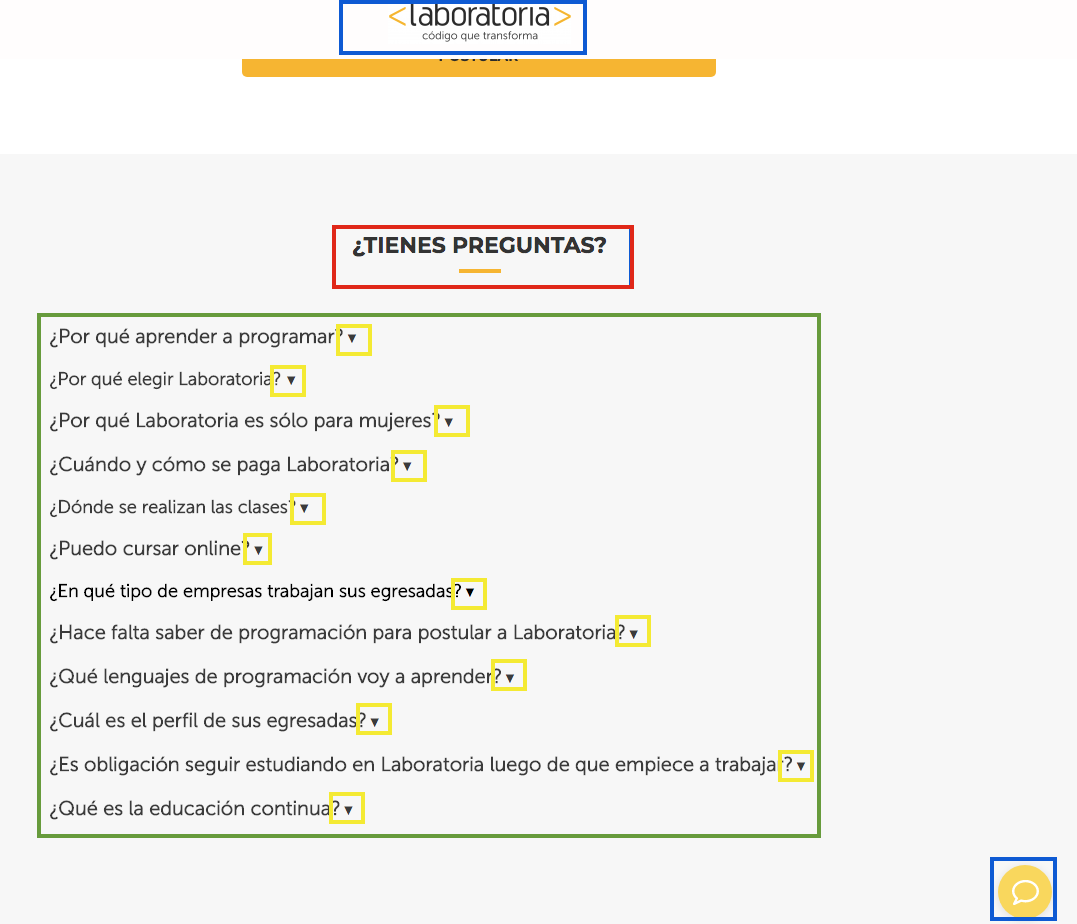 <laboratoria>
código que transforma
POSTULAR
¿TIENES PREGUNTAS?
¿Por qué aprender a programar? ▼
¿Por qué elegir Laboratoria? ▼
¿Por qué Laboratoria es sólo para mujeres? ▼
¿Cuándo y cómo se paga Laboratoria? ▼
¿Dónde se realizan las clases? ▼
¿Puedo cursar online? ▼
¿En qué tipo de empresas trabajan sus egresadas? ▼
¿Hace falta saber de programación para postular a Laboratoria? ▼
¿Qué lenguajes de programación voy a aprender? ▼
¿Cuál es el perfil de sus egresadas? ▼
¿Es obligación seguir estudiando en Laboratoria luego de que empiece a trabajar? ▼
¿Qué es la educación continua? ▼